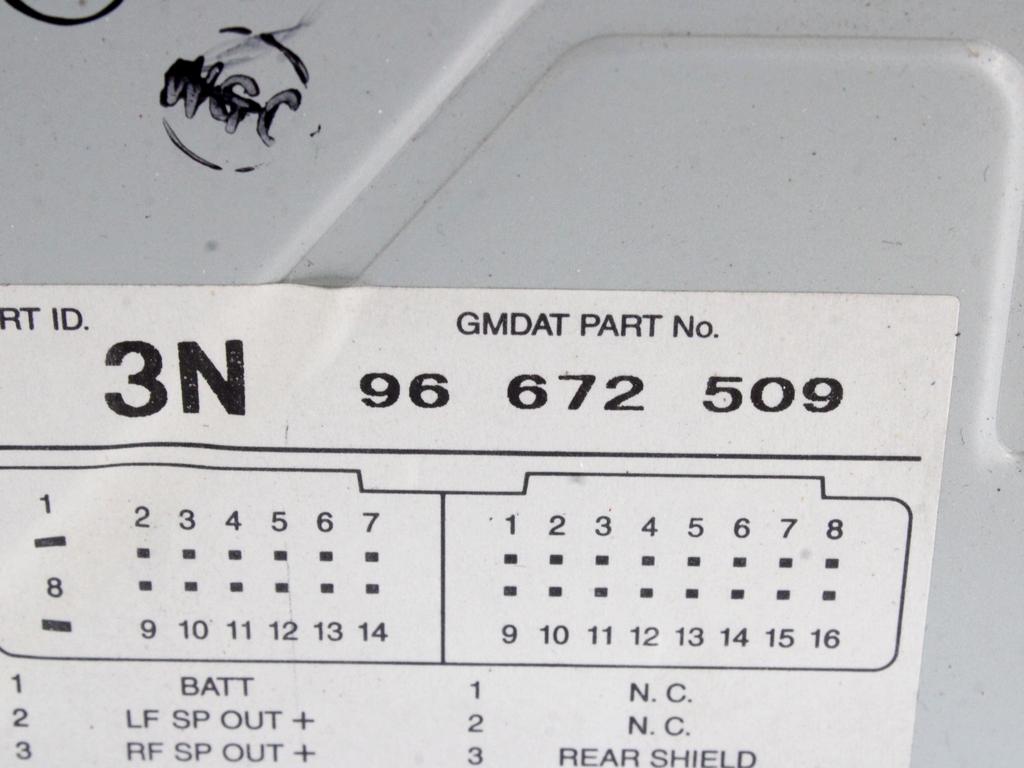 WGC
RT ID. GMDAT PART No.
3N 96 672 509
1 2 3 4 5 6 7 1 2 3 4 5 6 7 8
8 9 10 11 12 13 14 9 10 11 12 13 14 15 16
1 BATT 1 N. C.
2 LF SP OUT + 2 N. C.
3 RF SP OUT + 3 REAR SHIELD